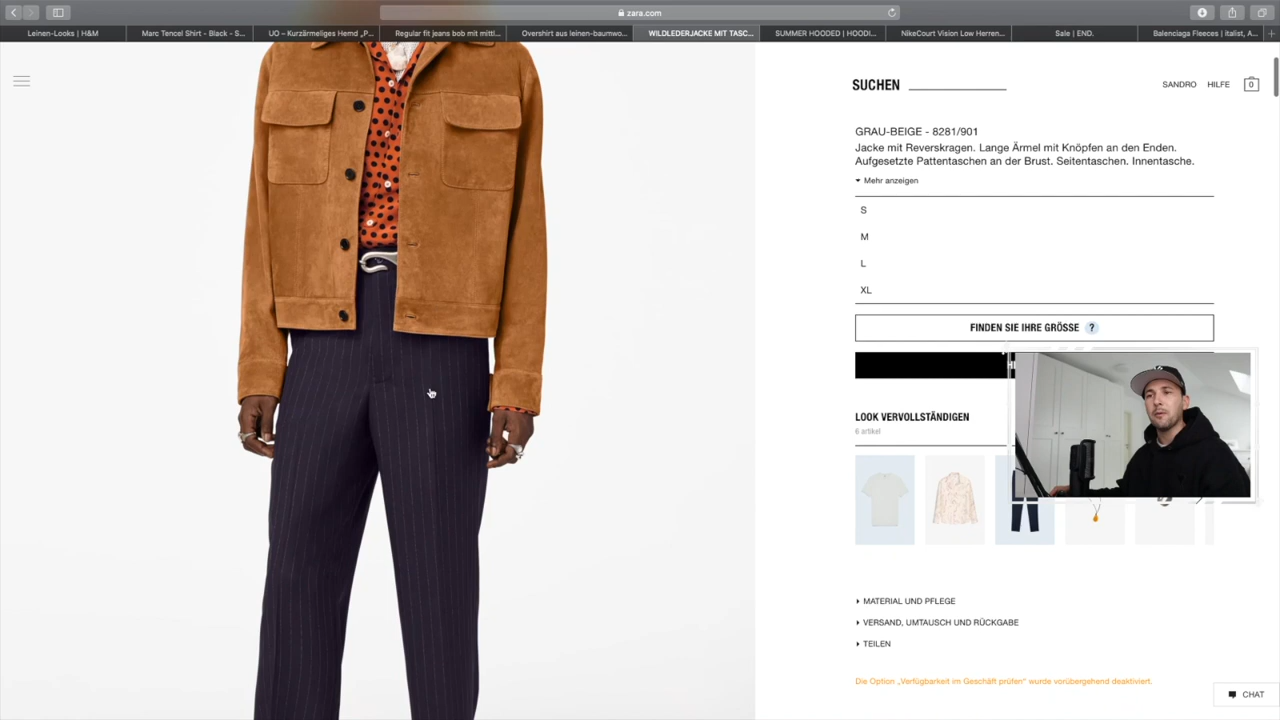 zara.com
Leinen-Looks | H&M
Marc Tencel Shirt - Black - S...
UO – Kurzärmeliges Hemd „P...
Regular fit jeans bob mit mittl...
Overshirt aus leinen-baumwo...
WILDLEDERJACKE MIT TASC...
SUMMER HOODED | HOODI...
NikeCourt Vision Low Herren...
Sale | END.
Balenciaga Fleeces | italist, A...
SUCHEN
SANDRO
HILFE
0
GRAU-BEIGE - 8281/901
Jacke mit Reverskragen. Lange Ärmel mit Knöpfen an den Enden.
Aufgesetzte Pattentaschen an der Brust. Seitentaschen. Innentasche.
Mehr anzeigen
S
M
L
XL
FINDEN SIE IHRE GRÖSSE ?
LOOK VERVOLLSTÄNDIGEN
6 artikel
MATERIAL UND PFLEGE
VERSAND, UMTAUSCH UND RÜCKGABE
TEILEN
Die Option „Verfügbarkeit im Geschäft prüfen“ wurde vorübergehend deaktiviert.
CHAT